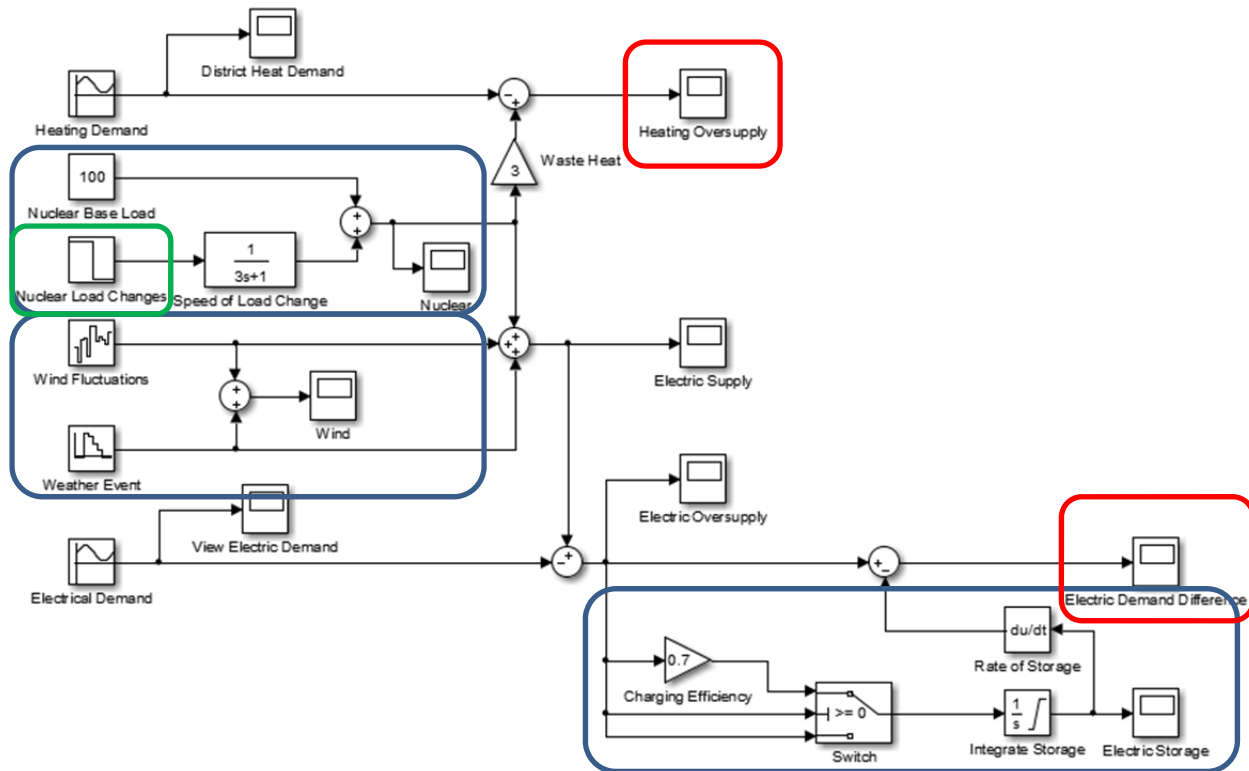 District Heat Demand
Heating Demand
Heating Oversupply
Waste Heat
3
100
Nuclear Base Load
1
3s+1
Nuclear Load Changes
Speed of Load Change
Nuclear
Wind Fluctuations
Electric Supply
Wind
Weather Event
View Electric Demand
Electric Oversupply
Electrical Demand
Electric Demand Difference
du/dt
Rate of Storage
0.7
Charging Efficiency
>= 0
Switch
1
s
Integrate Storage
Electric Storage